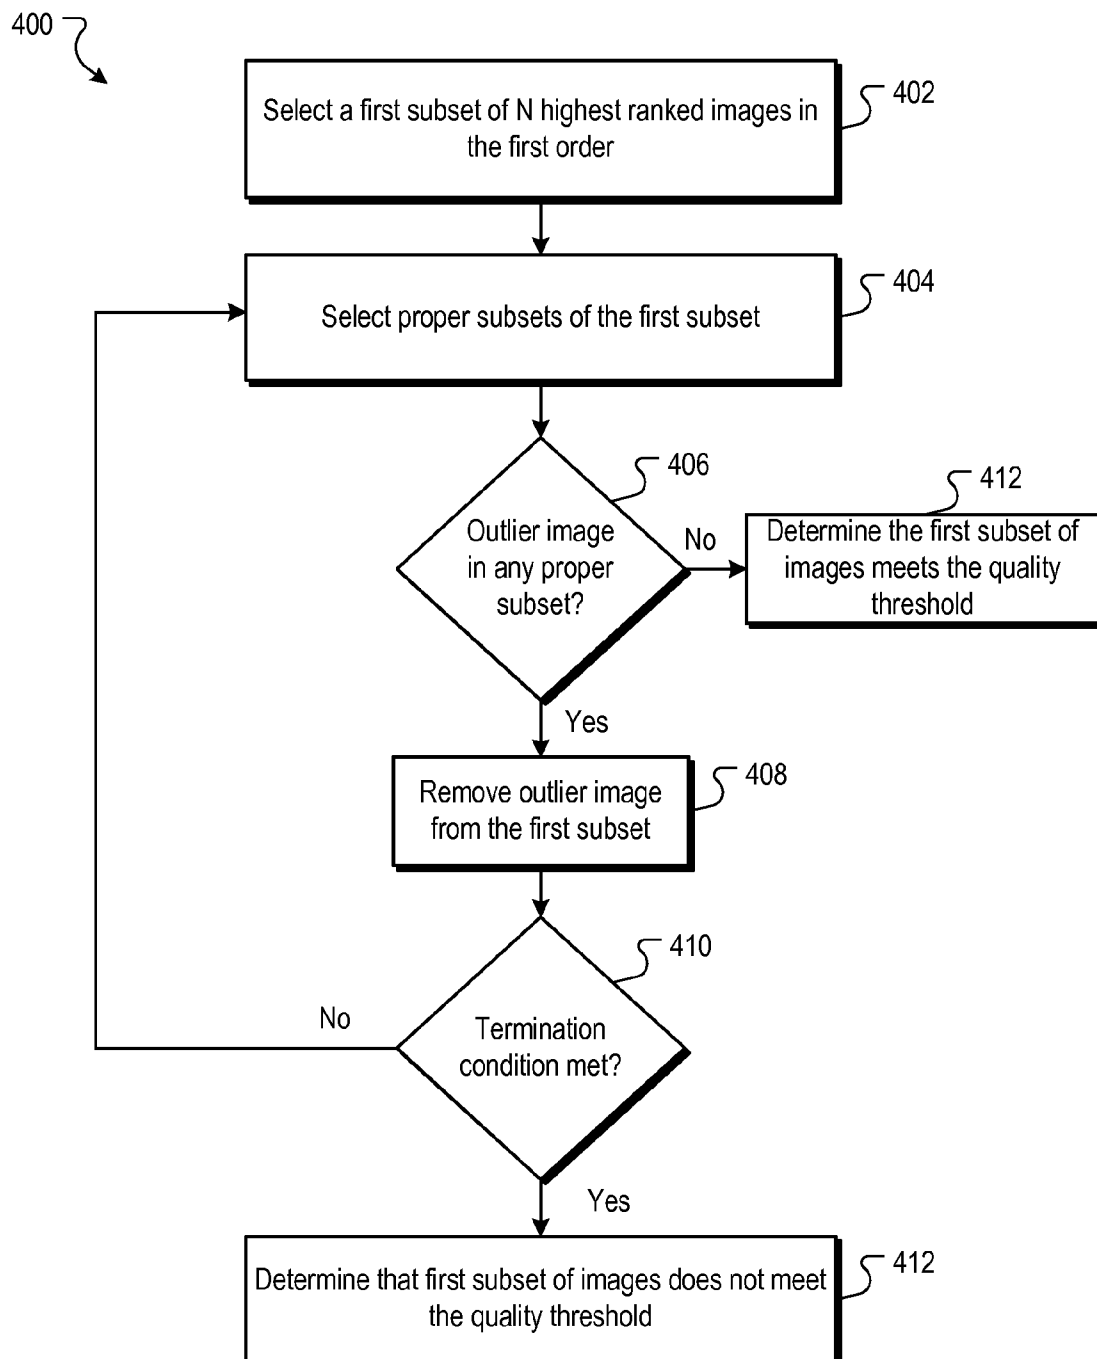 400
Select a first subset of N highest ranked images in
the first order
402
Select proper subsets of the first subset
404
Outlier image
in any proper
subset?
406
No
412
Determine the first subset of
images meets the quality
threshold
Yes
Remove outlier image
from the first subset
408
Termination
condition met?
410
No
Yes
Determine that first subset of images does not meet
the quality threshold
412